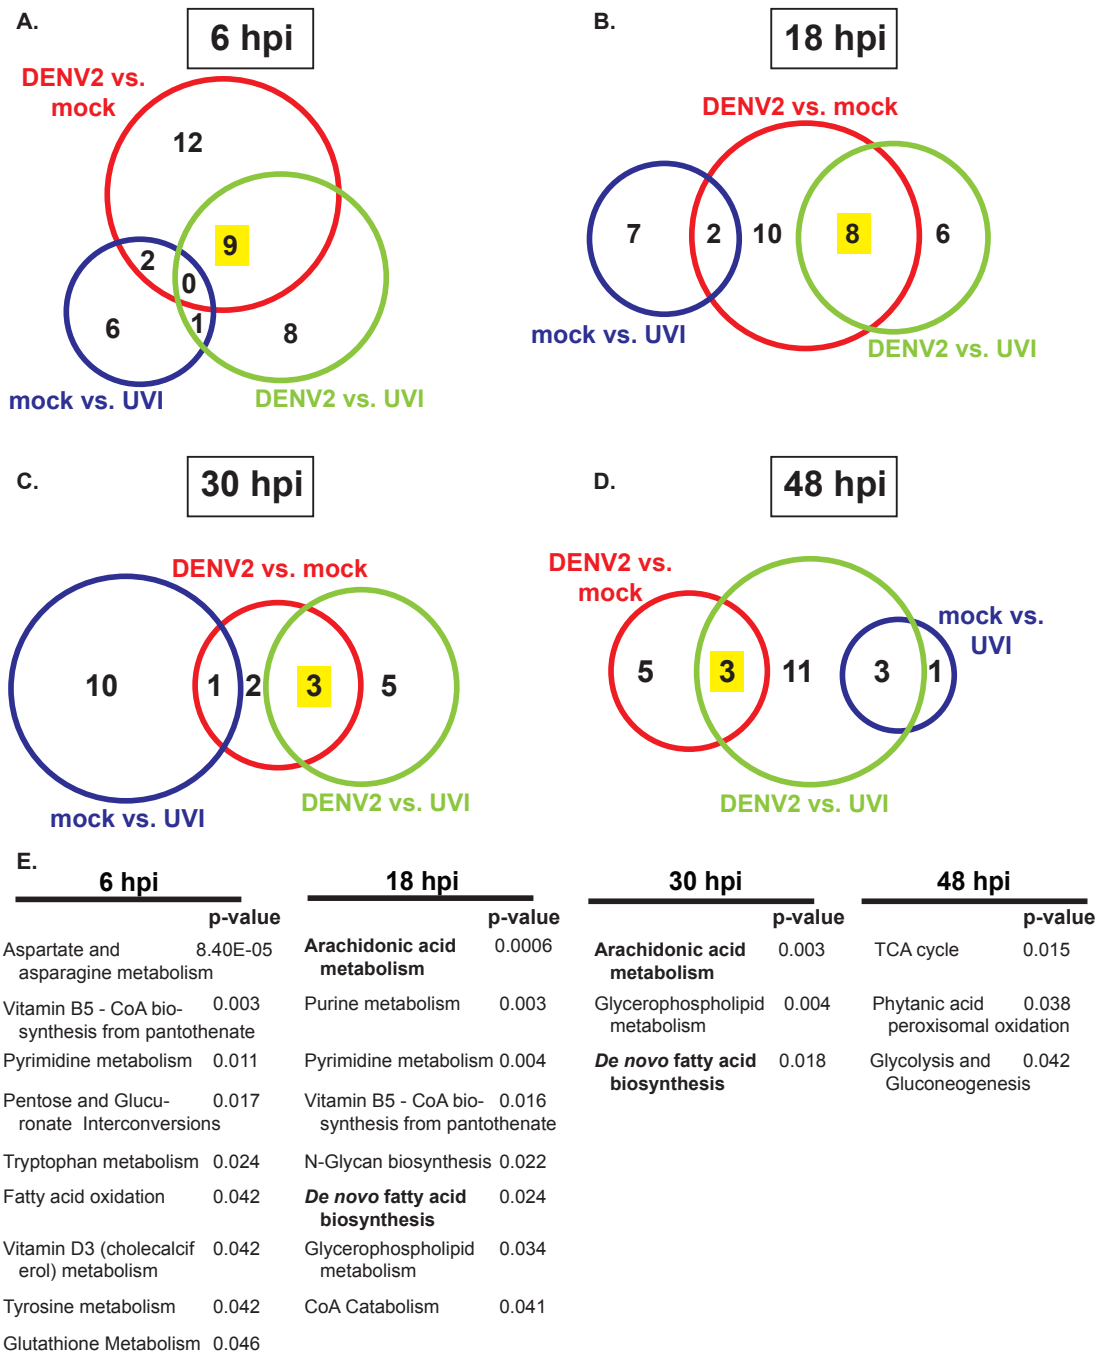 A.
6 hpi
DENV2 vs.
mock
12
9
2
0
6
1
8
mock vs. UVI
DENV2 vs. UVI
B.
18 hpi
DENV2 vs. mock
7
2
10
8
6
mock vs. UVI
DENV2 vs. UVI
C.
30 hpi
DENV2 vs. mock
10
1
2
3
5
DENV2 vs. UVI
mock vs. UVI
D.
48 hpi
DENV2 vs.
mock
mock vs.
UVI
5
3
11
3
1
DENV2 vs. UVI
E.
6 hpi
p-value
Aspartate and 8.40E-05
asparagine metabolism
Vitamin B5 - CoA bio- 0.003
synthesis from pantothenate
Pyrimidine metabolism 0.011
Pentose and Glucu- 0.017
ronate Interconversions
Tryptophan metabolism 0.024
Fatty acid oxidation 0.042
Vitamin D3 (cholecalcif 0.042
erol) metabolism
Tyrosine metabolism 0.042
Glutathione Metabolism 0.046
18 hpi
p-value
Arachidonic acid 0.0006
metabolism
Purine metabolism 0.003
Pyrimidine metabolism 0.004
Vitamin B5 - CoA bio- 0.016
synthesis from pantothenate
N-Glycan biosynthesis 0.022
De novo fatty acid 0.024
biosynthesis
Glycerophospholipid 0.034
metabolism
CoA Catabolism 0.041
30 hpi
p-value
Arachidonic acid 0.003
metabolism
Glycerophospholipid 0.004
metabolism
De novo fatty acid 0.018
biosynthesis
48 hpi
p-value
TCA cycle 0.015
Phytanic acid 0.038
peroxisomal oxidation
Glycolysis and 0.042
Gluconeogenesis